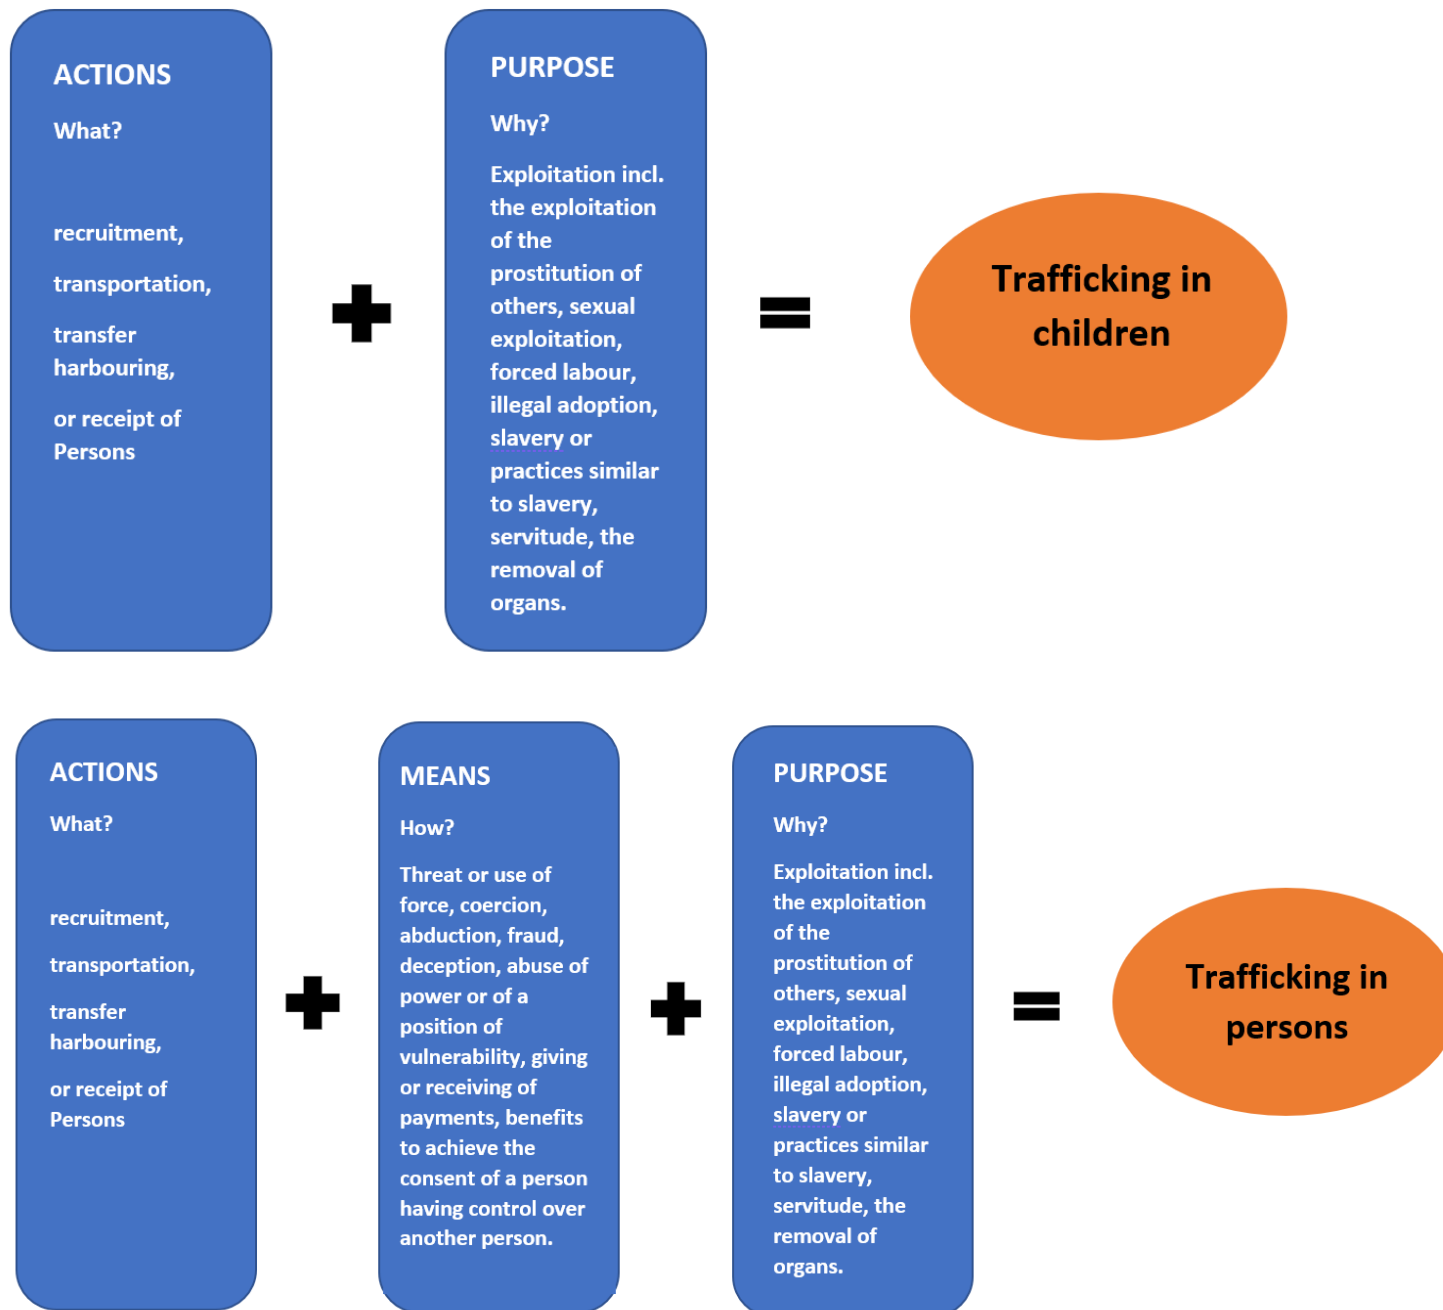 ACTIONS
What?
recruitment,
transportation,
transfer
harbouring,
or receipt of
Persons
PURPOSE
Why?
Exploitation incl.
the exploitation
of the
prostitution of
others, sexual
exploitation,
forced labour,
illegal adoption,
slavery or
practices similar
to slavery,
servitude, the
removal of
organs.
Trafficking in
children
ACTIONS
What?
recruitment,
transportation,
transfer
harbouring,
or receipt of
Persons
MEANS
How?
Threat or use of
force, coercion,
abduction, fraud,
deception, abuse of
power or of a
position of
vulnerability, giving
or receiving of
payments, benefits
to achieve the
consent of a person
having control over
another person.
PURPOSE
Why?
Exploitation incl.
the exploitation
of the
prostitution of
others, sexual
exploitation,
forced labour,
illegal adoption,
slavery or
practices similar
to slavery,
servitude, the
removal of
organs.
Trafficking in
persons